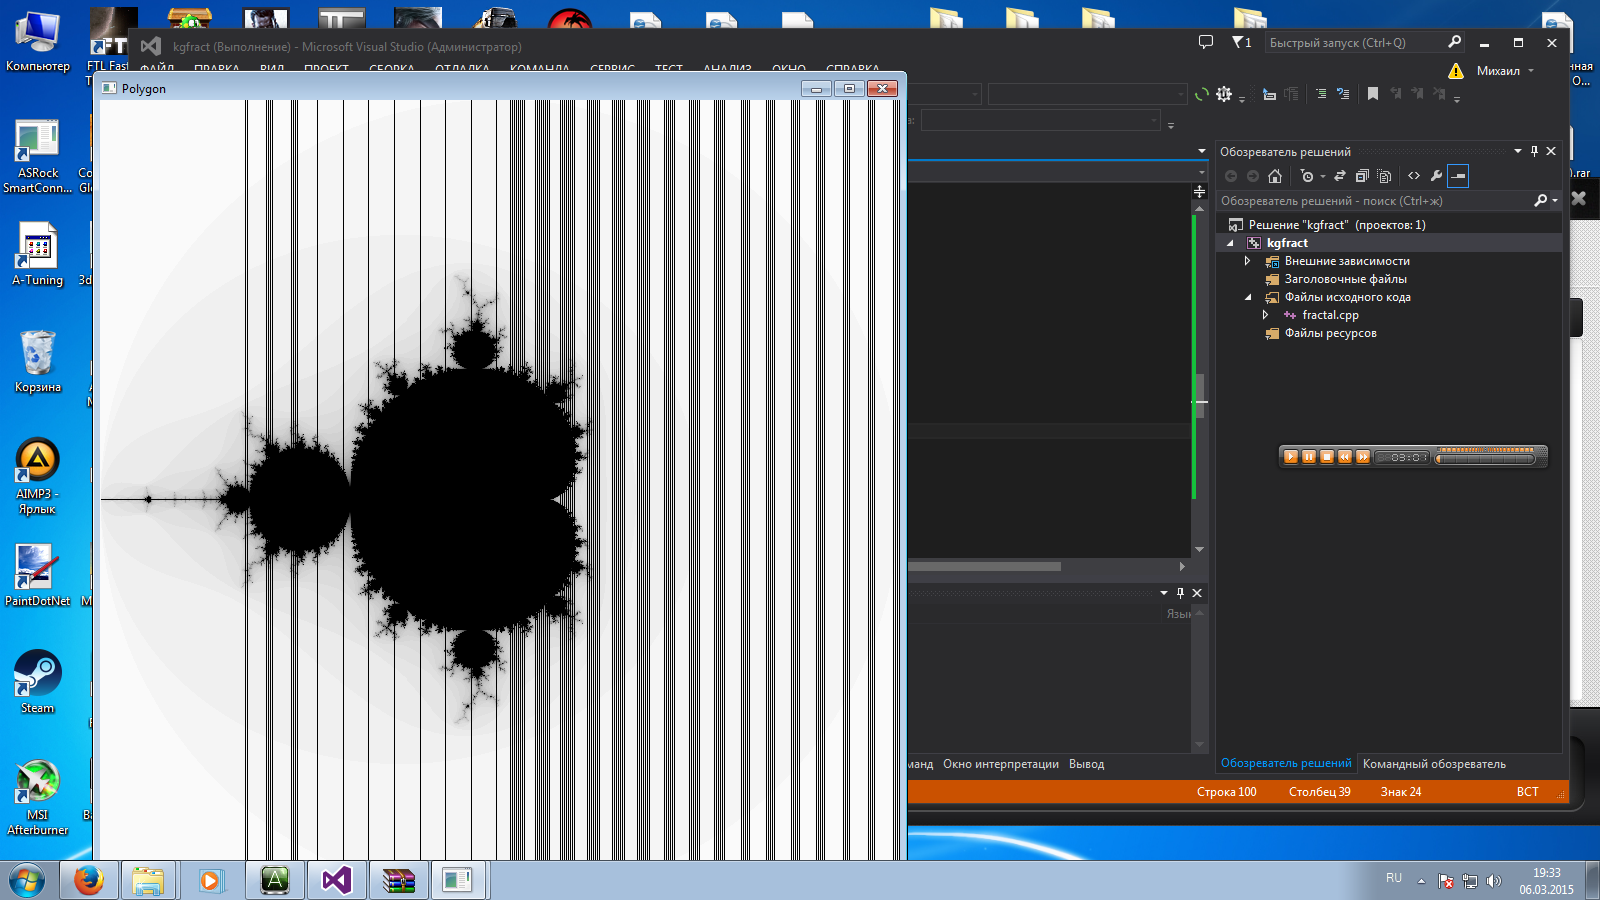 Компьютер
FTL Fast
ASRock
SmartConn...
A-Tuning
Корзина
AIMP3 -
Ярлык
PaintDotNet
Steam
MSI
Afterburner
kgfract (Выполнение) - Microsoft Visual Studio (Администратор)
1
Быстрый запуск (Ctrl+Q)
ФАЙЛ ПРАВКА ВИД ПРОЕКТ СБОРКА ОТЛАДКА КОМАНДА СЕРВИС ТЕСТ АНАЛИЗ ОКНО СПРАВКА
Михаил
Polygon
Обозреватель решений
Обозреватель решений - поиск (Ctrl+ж)
Решение "kgfract" (проектов: 1)
kgfract
Внешние зависимости
Заголовочные файлы
Файлы исходного кода
fractal.cpp
Файлы ресурсов
.rar
03:07
Язык
манд Окно интерпретации Вывод
Обозреватель решений Командный обозреватель
Строка 100 Столбец 39 Знак 24 ВСТ
RU
19:33
06.03.2015